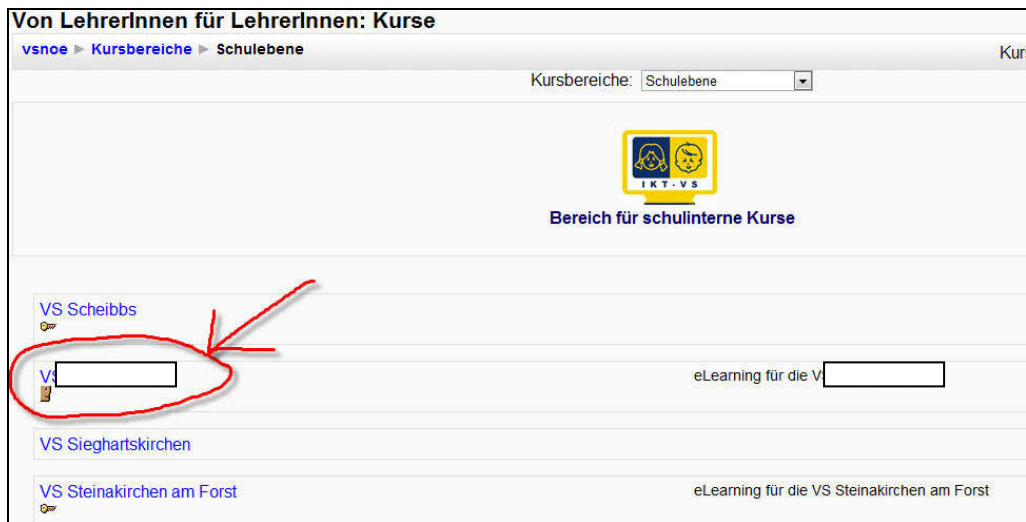 Von LehrerInnen für LehrerInnen: Kurse
vsnoe ► Kursbereiche ► Schulebene
Kur
Kursbereiche: Schulebene
IKT-VS
Bereich für schulinterne Kurse
VS Scheibbs
VS
eLearning für die V
VS Sieghartskirchen
VS Steinakirchen am Forst eLearning für die VS Steinakirchen am Forst